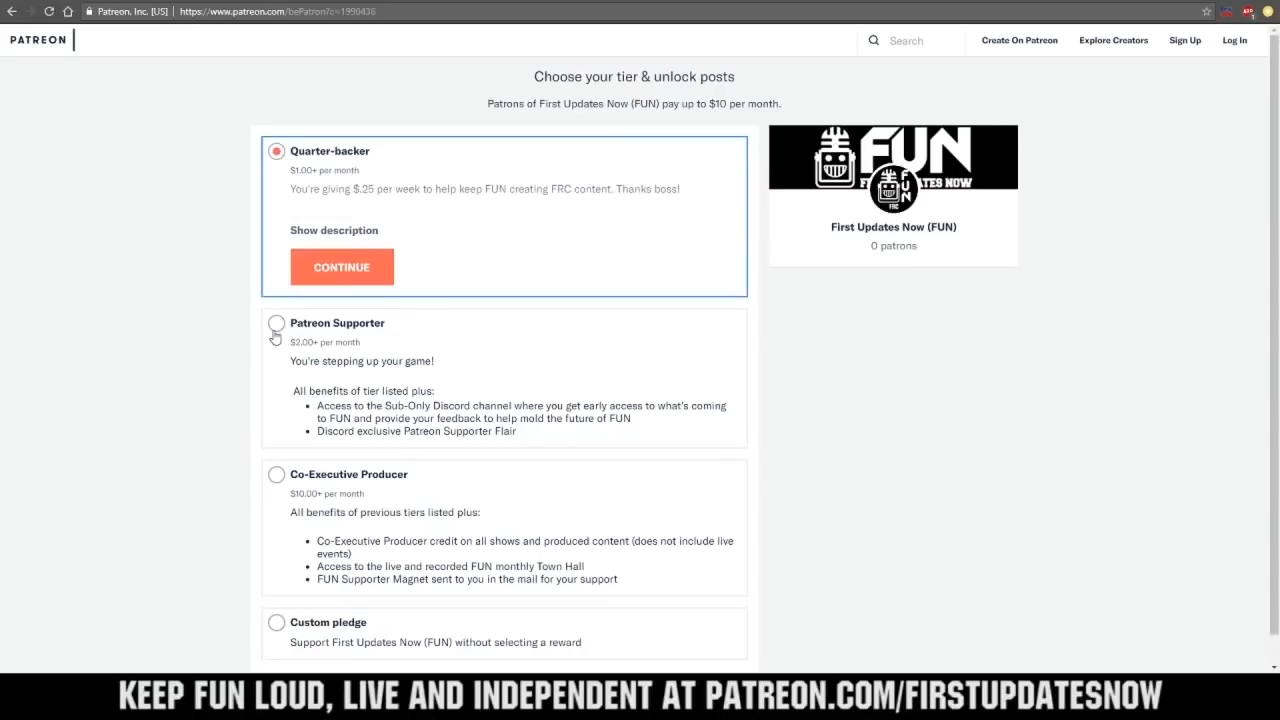 Patreon, Inc. [US] | https://www.patreon.com/bePatron?c=1990436
PATREON
Search
Create On Patreon
Explore Creators
Sign Up
Log In
Choose your tier & unlock posts
Patrons of First Updates Now (FUN) pay up to $10 per month.
Quarter-backer
$1.00+ per month
You're giving $.25 per week to help keep FUN creating FRC content. Thanks boss!
Show description
CONTINUE
Patreon Supporter
$2.00+ per month
You're stepping up your game!
All benefits of tier listed plus:
• Access to the Sub-Only Discord channel where you get early access to what's coming
to FUN and provide your feedback to help mold the future of FUN
• Discord exclusive Patreon Supporter Flair
Co-Executive Producer
$10.00+ per month
All benefits of previous tiers listed plus:
• Co-Executive Producer credit on all shows and produced content (does not include live
events)
• Access to the live and recorded FUN monthly Town Hall
• FUN Supporter Magnet sent to you in the mail for your support
Custom pledge
Support First Updates Now (FUN) without selecting a reward
FUN
FUN
FRC
First Updates Now (FUN)
0 patrons
KEEP FUN LOUD, LIVE AND INDEPENDENT AT PATREON.COM/FIRSTUPDATESNOW